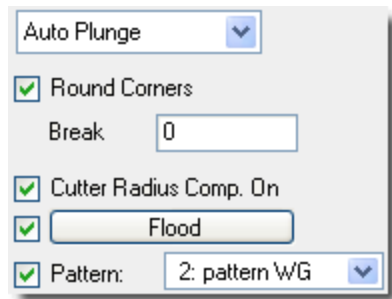 Auto Plunge
Round Corners
Break 0
Cutter Radius Comp. On
Flood
Pattern: 2: pattern WG